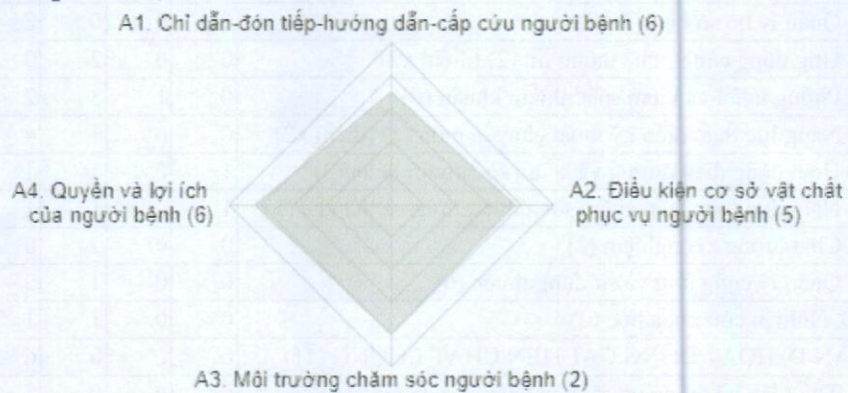 A1. Chỉ dẫn-đón tiếp-hướng dẫn-cấp cứu người bệnh (6)
A4. Quyền và lợi ích
của người bệnh (6)
A2. Điều kiện cơ sở vật chất
phục vụ người bệnh (5)
A3. Môi trường chăm sóc người bệnh (2)